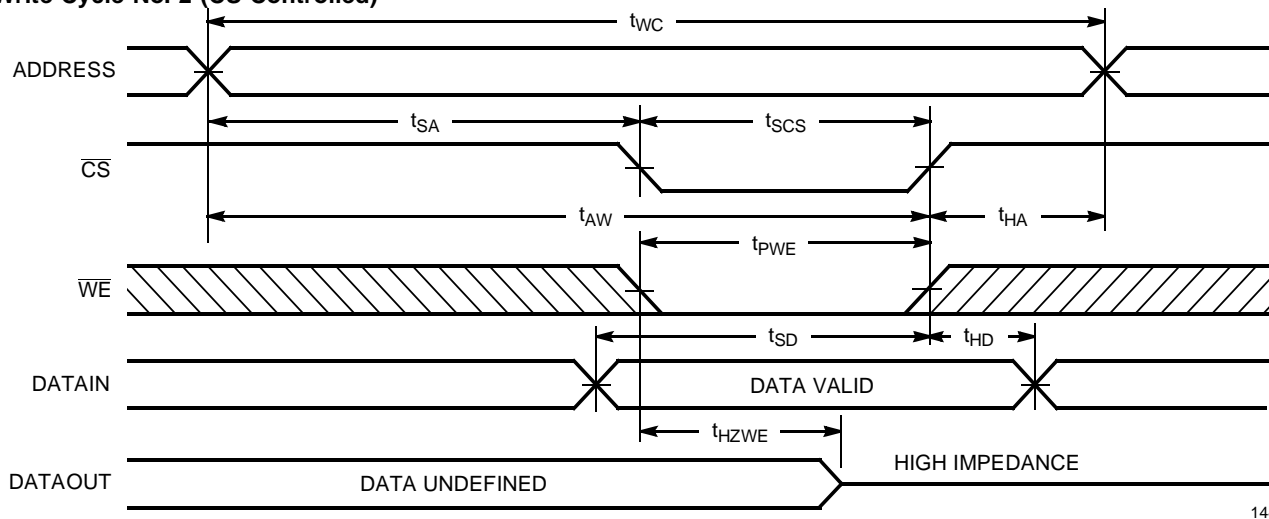 Write Cycle No. 2 (CS Controlled)
tWC
ADDRESS
tSA
tSCS
CS
tAW
tHA
tPWE
WE
tSD
tHD
DATAIN
DATA VALID
tHZWE
HIGH IMPEDANCE
DATAOUT
DATA UNDEFINED
14